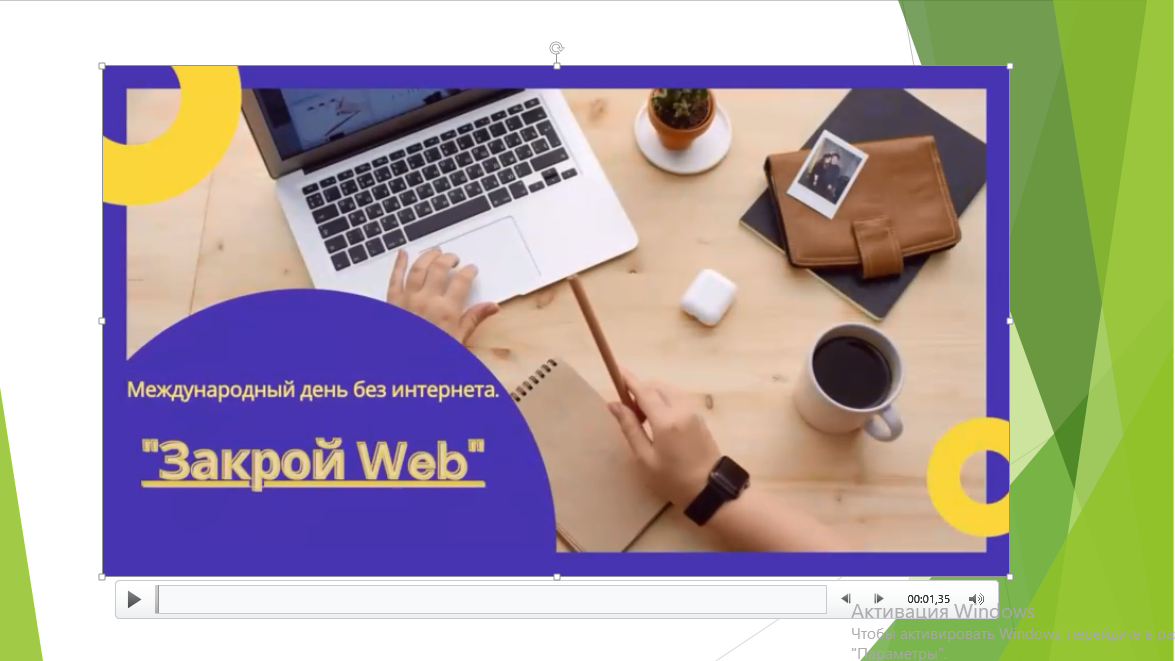 Международный день без интернета.
"Закрой Web"
00:01,35
Активация Windows
Чтобы активировать Windows, перейдите в ра
"Параметры".